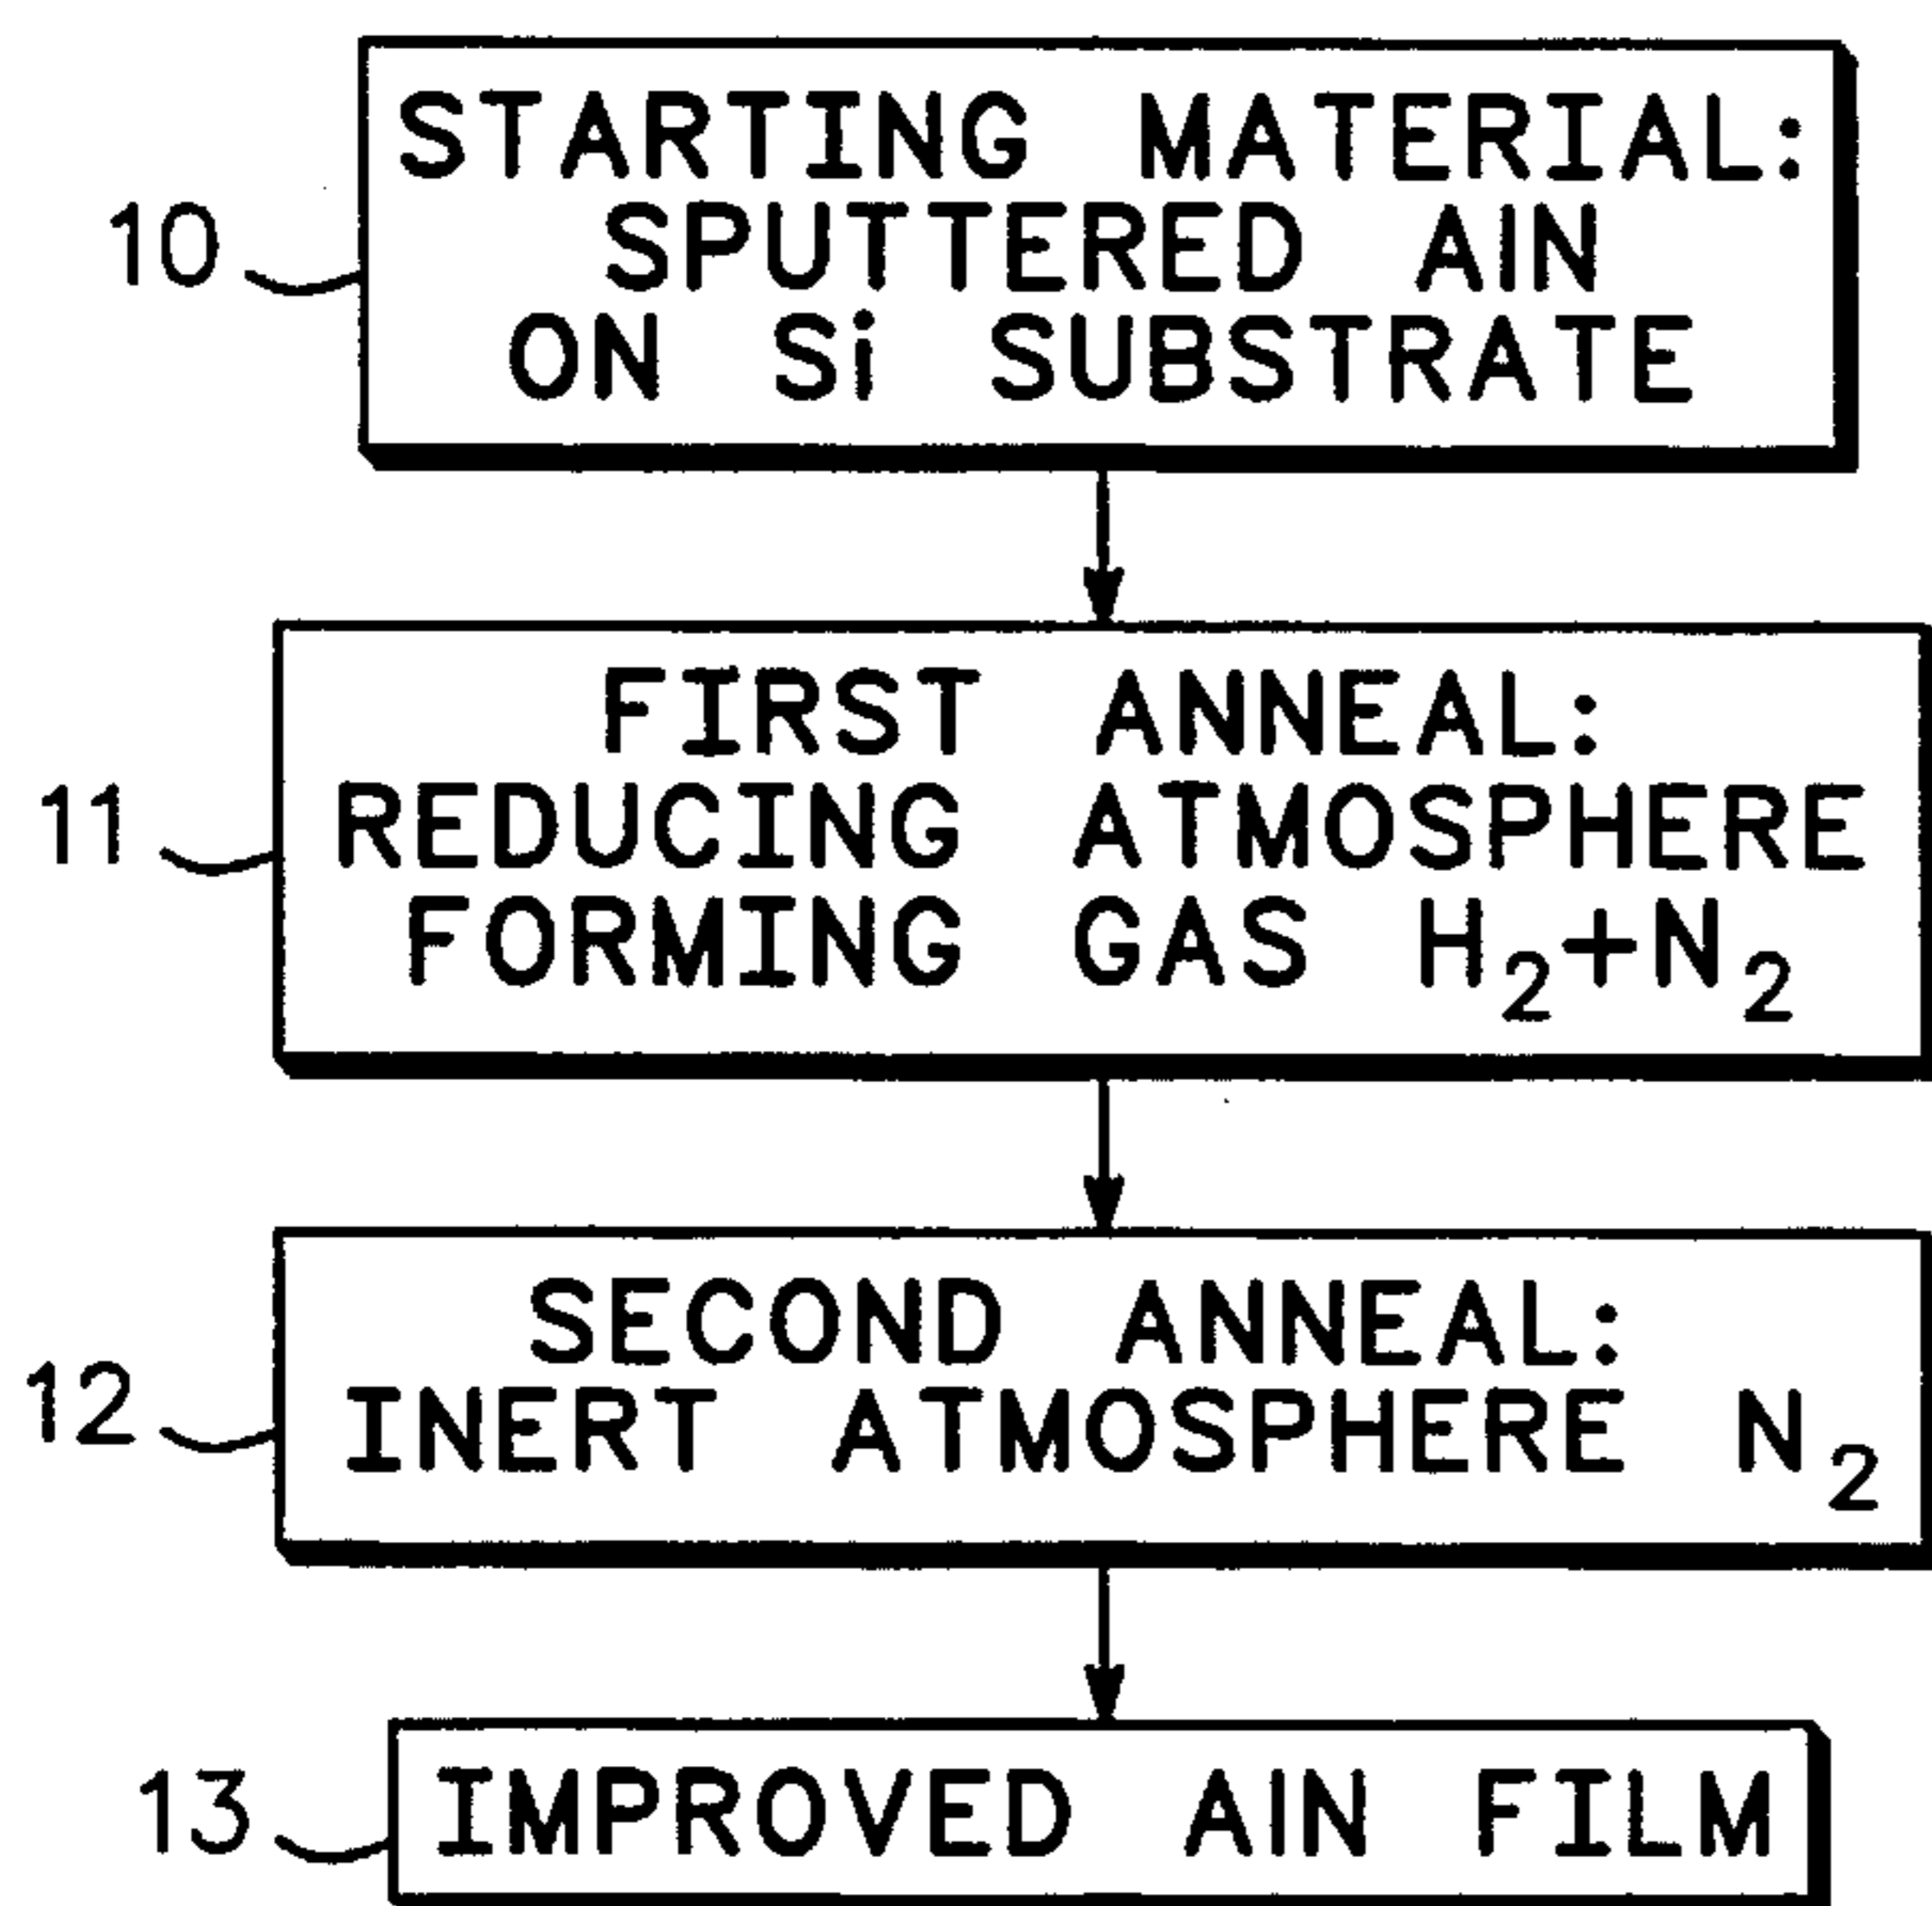 STARTING MATERIAL:
SPUTTERED AlN
10
ON Si SUBSTRATE
FIRST ANNEAL:
11
REDUCING ATMOSPHERE
FORMING GAS H₂+N₂
SECOND ANNEAL:
12
INERT ATMOSPHERE N₂
13
IMPROVED AlN FILM